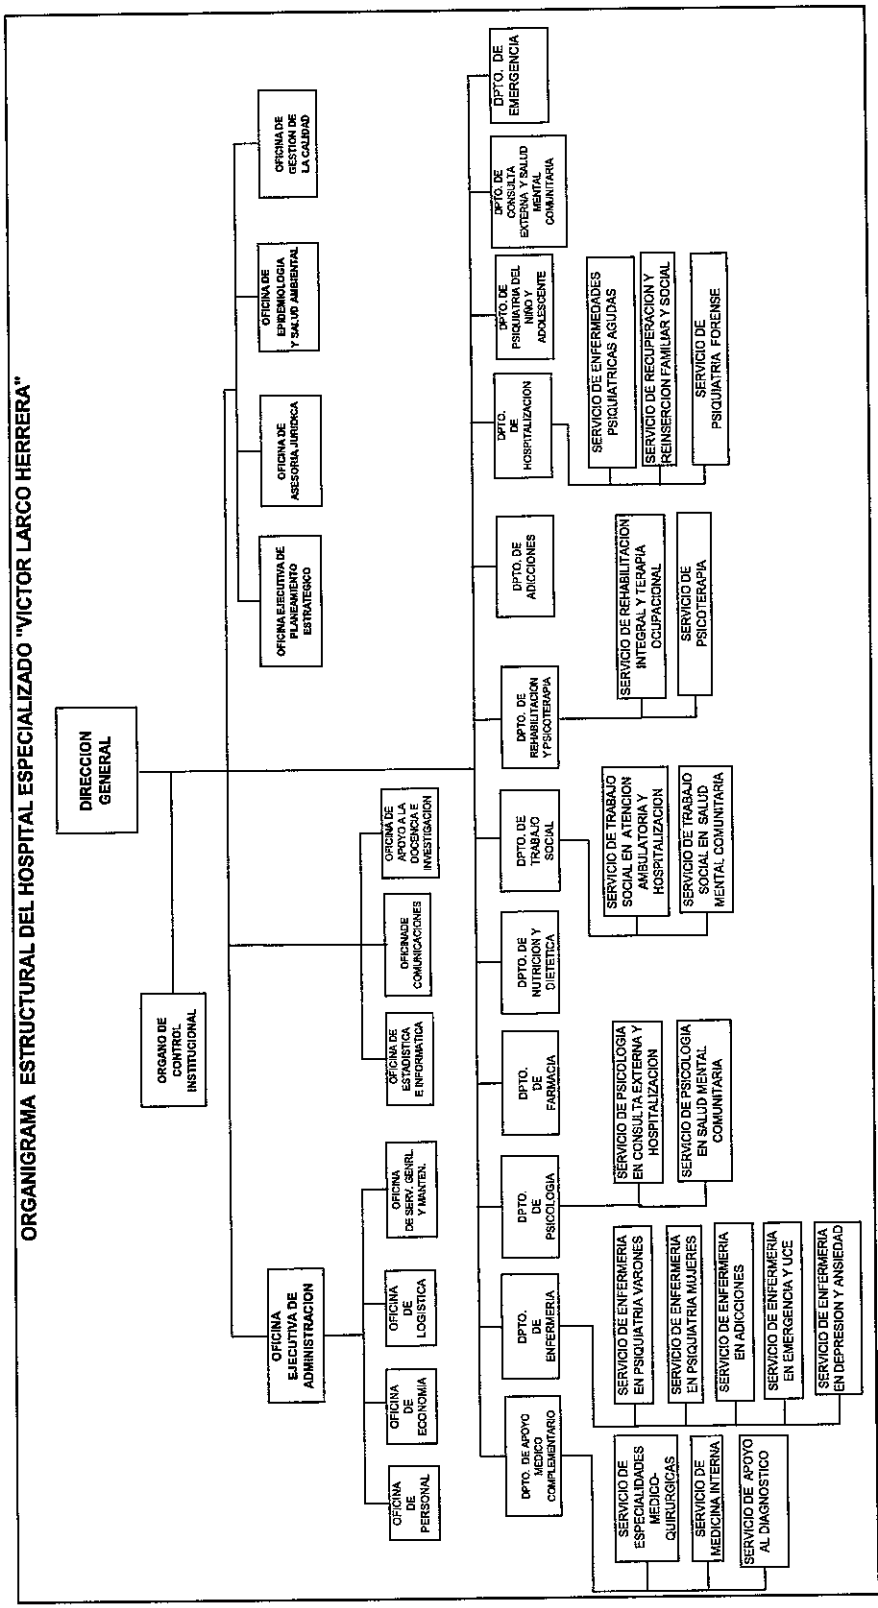 ORGANIGRAMA ESTRUCTURAL DEL HOSPITAL ESPECIALIZADO "VICTOR LARCO HERRERA"
DIRECCION
GENERAL
ORGANO DE
CONTROL
INSTITUCIONAL
OFICINA EJECUTIVA DE
PLANEAMIENTO
ESTRATEGICO
OFICINA DE
ASESORIA JURIDICA
OFICINA DE
EPIDEMIOLOGIA
Y SALUD AMBIENTAL
OFICINA DE
GESTION DE
LA CALIDAD
OFICINA
EJECUTIVA DE
ADMINISTRACION
OFICINA
DE
PERSONAL
OFICINA
DE
ECONOMIA
OFICINA
DE
LOGISTICA
OFICINA
DE SERV. GENRL.
Y MANTEN.
OFICINA DE
ESTADISTICA
E INFORMATICA
OFICINADE
COMUNICACIONES
OFICINA DE
APOYO A LA
DOCENCIA E
INVESTIGACION
DPTO. DE APOYO
MEDICO
COMPLEMENTARIO
DPTO.
DE
ENFERMERIA
DPTO.
DE
PSICOLOGIA
DPTO.
DE
FARMACIA
DPTO. DE
NUTRICION Y
DIETETICA
DPTO. DE
TRABAJO
SOCIAL
DPTO. DE
REHABILITACION
Y PSICOTERAPIA
DPTO. DE
ADICCIONES
DPTO.
DE
HOSPITALIZACION
DPTO. DE
PSIQUIATRIA DEL
NIÑO Y
ADOLESCENTE
DPTO. DE
CONSULTA
EXTERNA Y SALUD
MENTAL
COMUNITARIA
DPTO. DE
EMERGENCIA
SERVICIO DE
ESPECIALIDADES
MEDICO-
QUIRURGICAS
SERVICIO DE
MEDICINA INTERNA
SERVICIO DE APOYO
AL DIAGNOSTICO
SERVICIO DE ENFERMERIA
EN PSIQUIATRIA VARONES
SERVICIO DE ENFERMERIA
EN PSIQUIATRIA MUJERES
SERVICIO DE ENFERMERIA
EN ADICCIONES
SERVICIO DE ENFERMERIA
EN EMERGENCIA Y UCE
SERVICIO DE ENFERMERIA
EN DEPRESION Y ANSIEDAD
SERVICIO DE PSICOLOGIA
EN CONSULTA EXTERNA Y
HOSPITALIZACION
SERVICIO DE PSICOLOGIA
EN SALUD MENTAL
COMUNITARIA
SERVICIO DE TRABAJO
SOCIAL EN ATENCION
AMBULATORIA Y
HOSPITALIZACION
SERVICIO DE TRABAJO
SOCIAL EN SALUD
MENTAL COMUNITARIA
SERVICIO DE REHABILITACION
INTEGRAL Y TERAPIA
OCUPACIONAL
SERVICIO DE
PSICOTERAPIA
SERVICIO DE ENFERMEDADES
PSIQUIATRICAS AGUDAS
SERVICIO DE RECUPERACION Y
REINSERCION FAMILIAR Y SOCIAL
SERVICIO DE
PSIQUIATRIA FORENSE